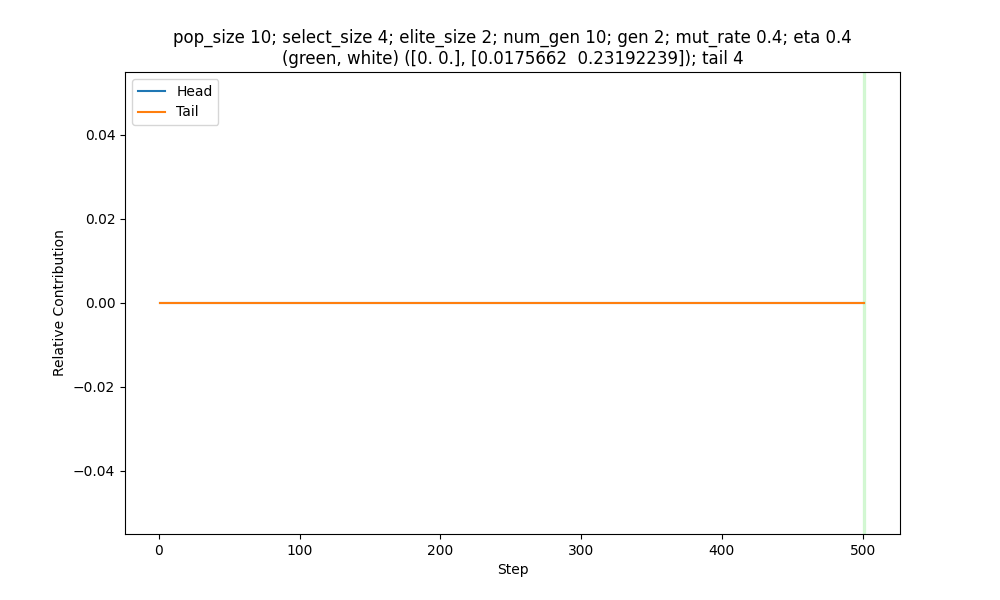 pop_size 10; select_size 4; elite_size 2; num_gen 10; gen 2; mut_rate 0.4; eta 0.4
(green, white) ([0. 0.], [0.0175662  0.23192239]); tail 4
Head
Tail
0.04
0.02
0.00
−0.02
−0.04
Relative Contribution
0
100
200
300
400
500
Step